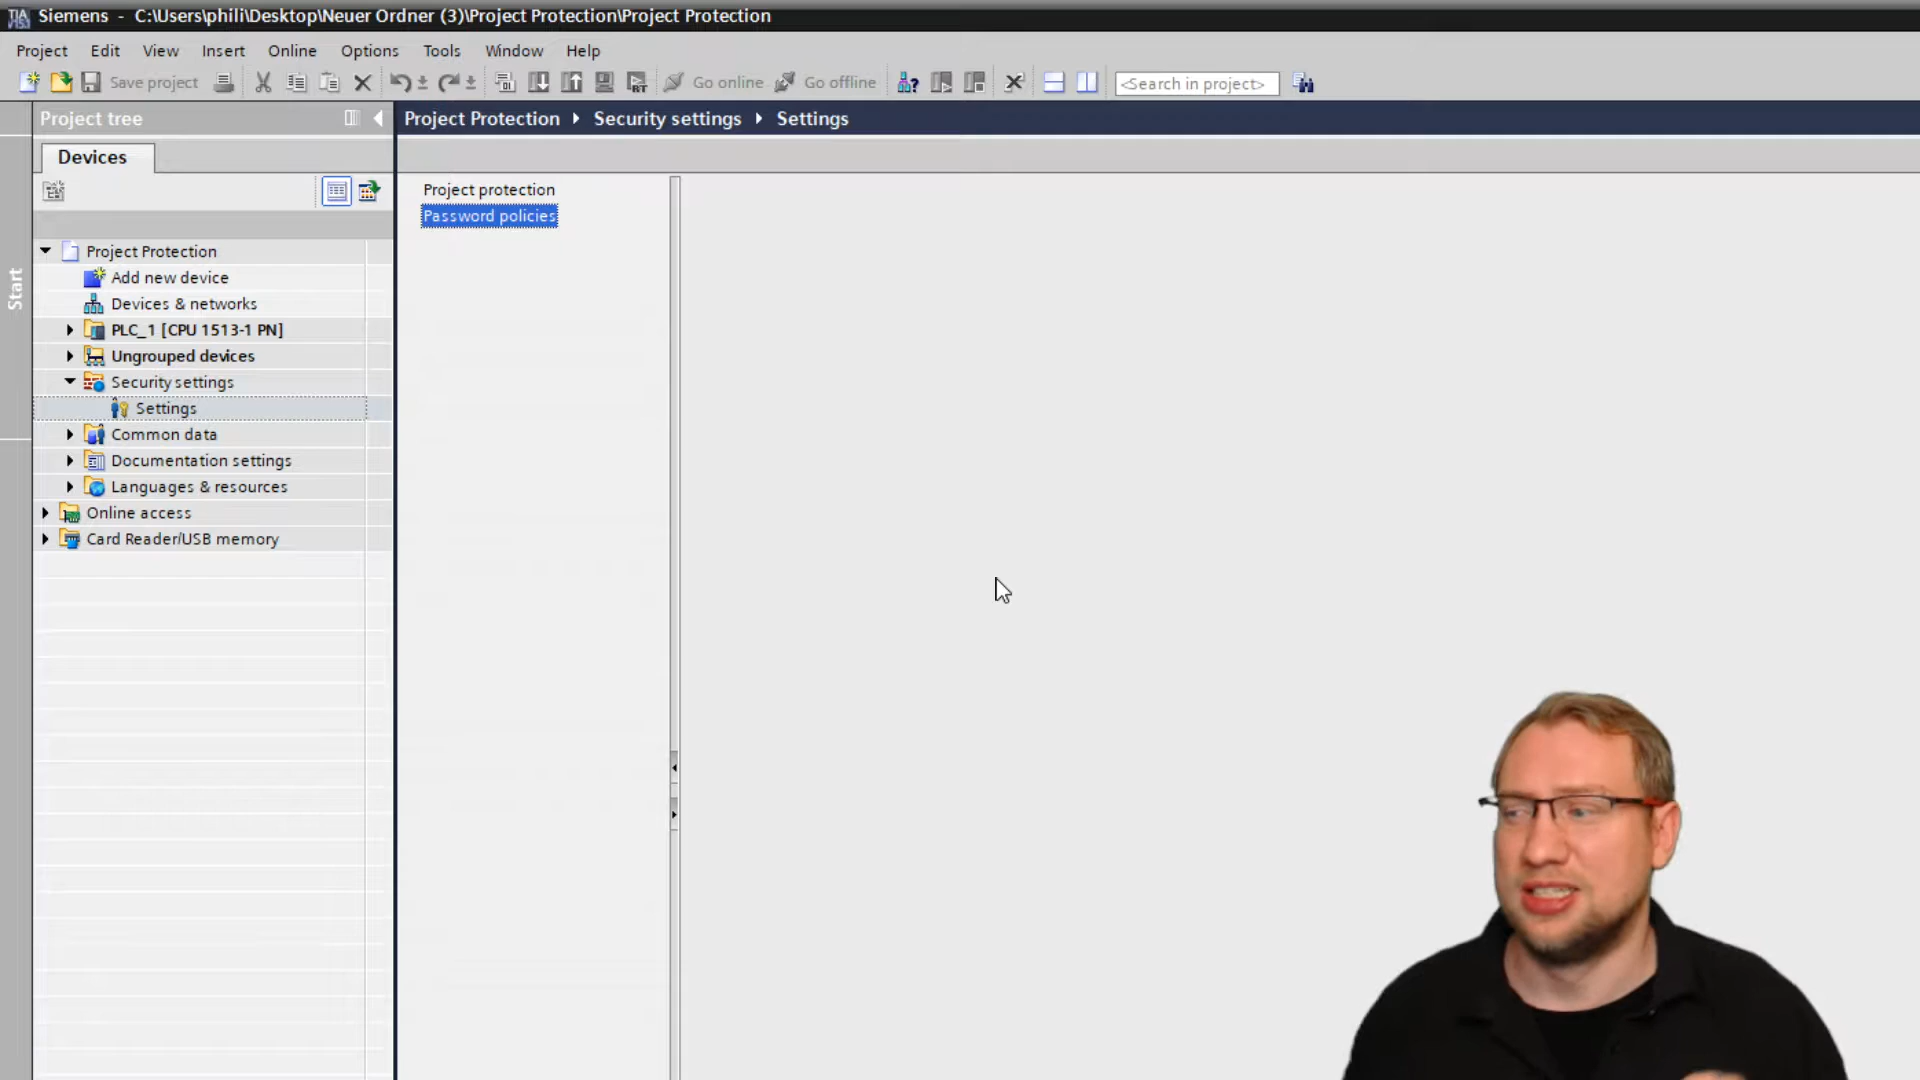 Siemens - C:\Users\phili\Desktop\Neuer Ordner (3)\Project Protection\Project Protection
Project Edit View Insert Online Options Tools Window Help
Save project Go online Go offline <Search in project>
Project tree
Project Protection Security settings Settings
Devices
Project protection
Password policies
Start
Project Protection
Add new device
Devices & networks
PLC_1 [CPU 1513-1 PN]
Ungrouped devices
Security settings
Settings
Common data
Documentation settings
Languages & resources
Online access
Card Reader/USB memory